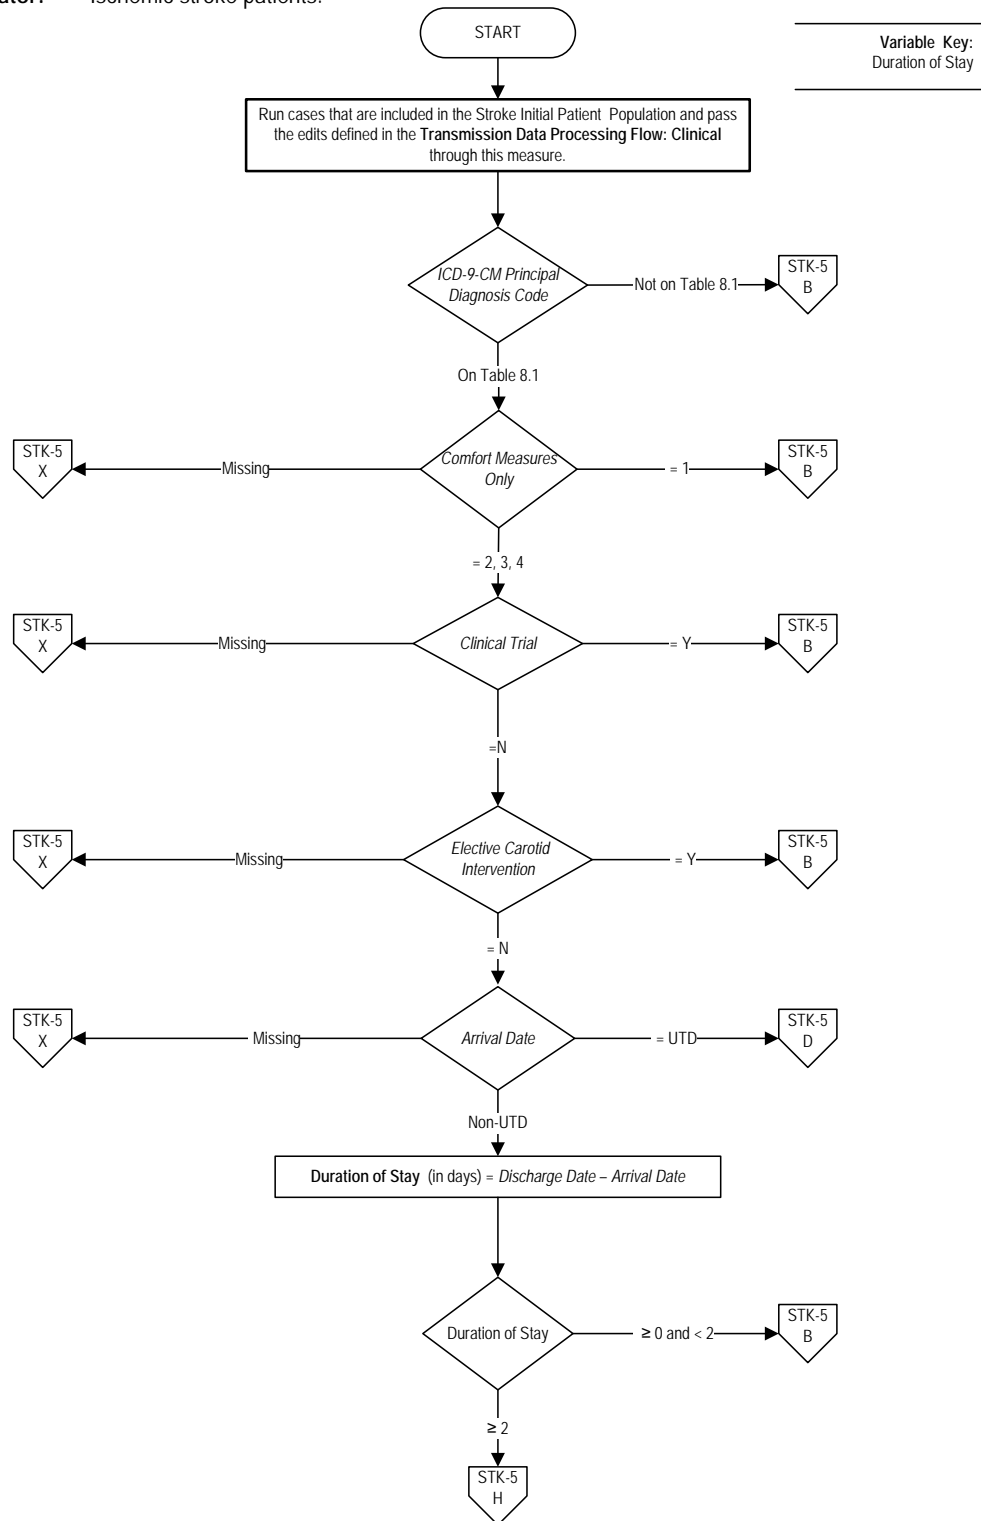 Ischemic stroke patients.
START
Variable Key:
Duration of Stay
Run cases that are included in the Stroke Initial Patient Population and pass
the edits defined in the Transmission Data Processing Flow: Clinical
through this measure.
ICD-9-CM Principal
Diagnosis Code
Not on Table 8.1
STK-5
B
On Table 8.1
STK-5
X
Missing
Comfort Measures
Only
= 1
STK-5
B
= 2, 3, 4
STK-5
X
Missing
Clinical Trial
= Y
STK-5
B
=N
STK-5
X
Missing
Elective Carotid
Intervention
= Y
STK-5
B
= N
STK-5
X
Missing
Arrival Date
= UTD
STK-5
D
Non-UTD
Duration of Stay (in days) = Discharge Date – Arrival Date
Duration of Stay
≥ 0 and < 2
STK-5
B
≥ 2
STK-5
H